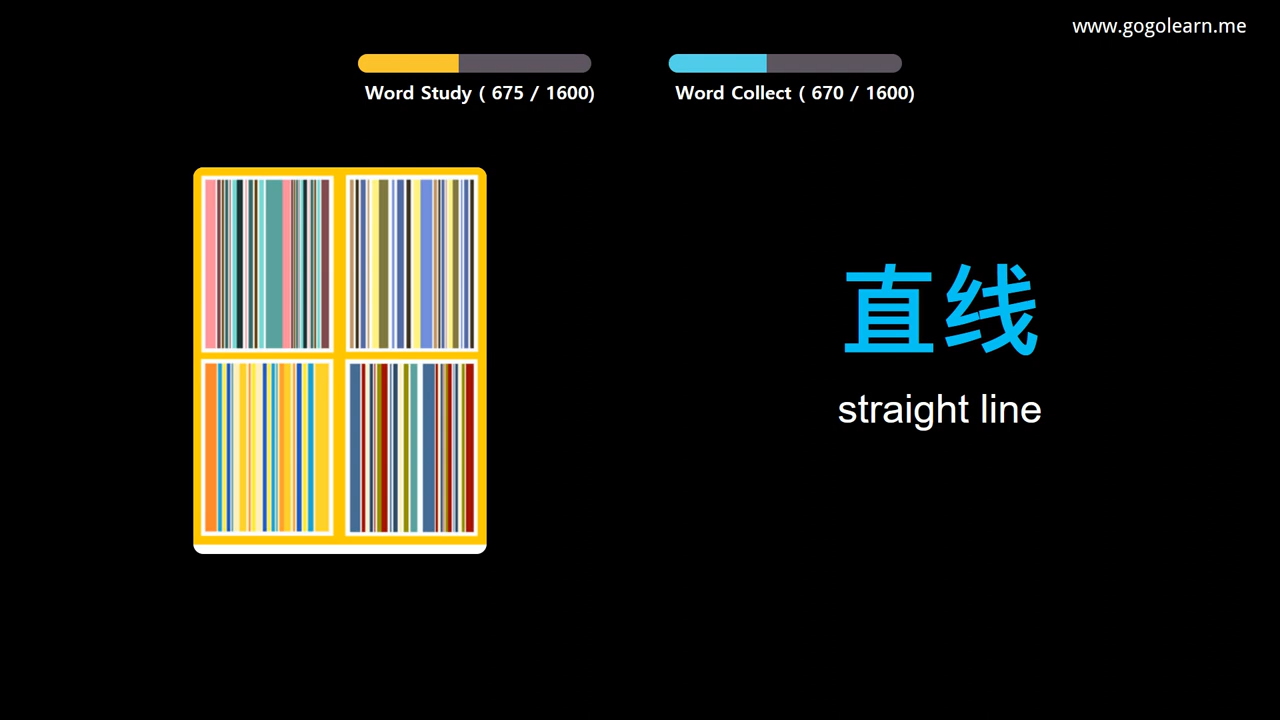 www.gogolearn.me
Word Study ( 675 / 1600)
Word Collect ( 670 / 1600)
直线
straight line